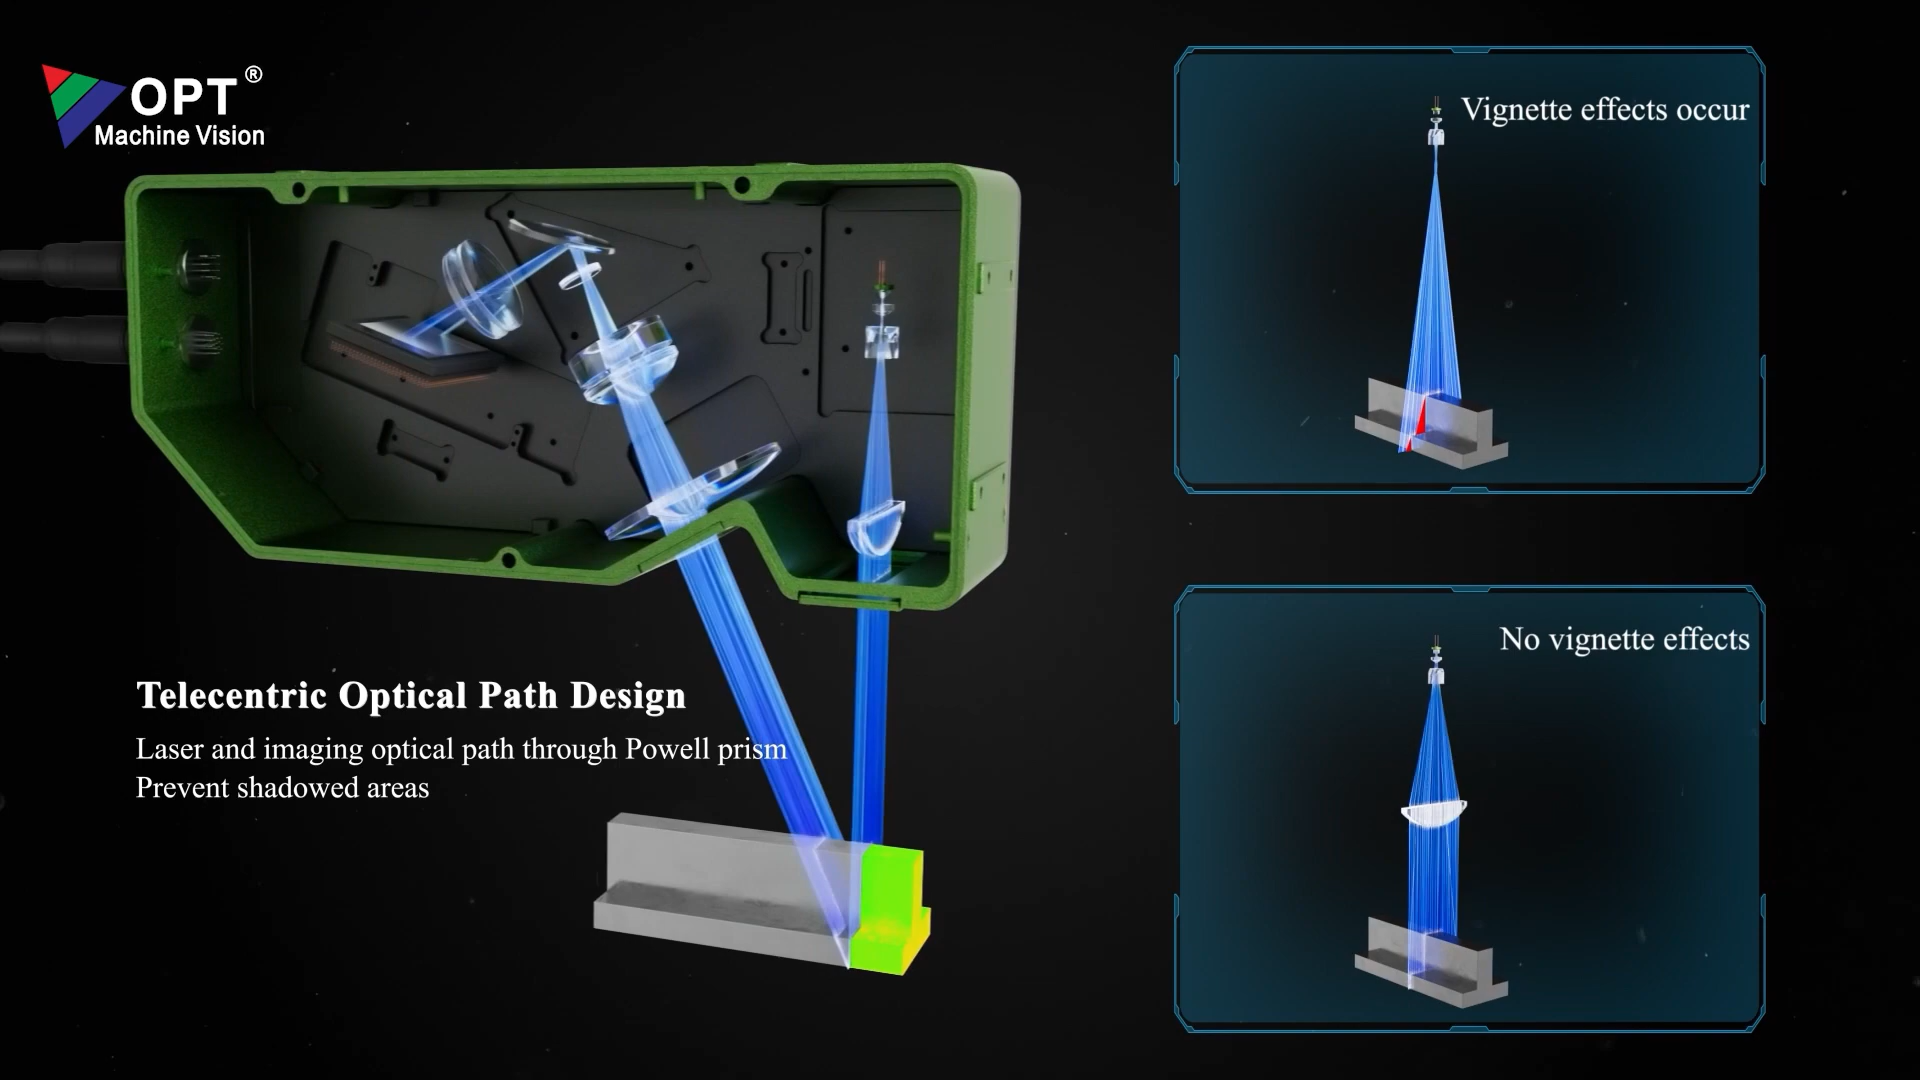 OPT®
Machine Vision
Vignette effects occur
No vignette effects
Telecentric Optical Path Design
Laser and imaging optical path through Powell prism
Prevent shadowed areas